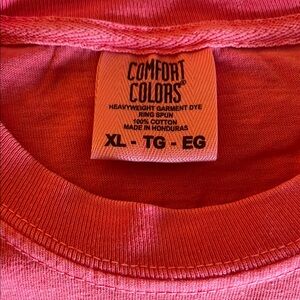 COMFORT
COLORS®
HEAVYWEIGHT GARMENT DYE
RING SPUN
100% COTTON
MADE IN HONDURAS
XL - TG - EG